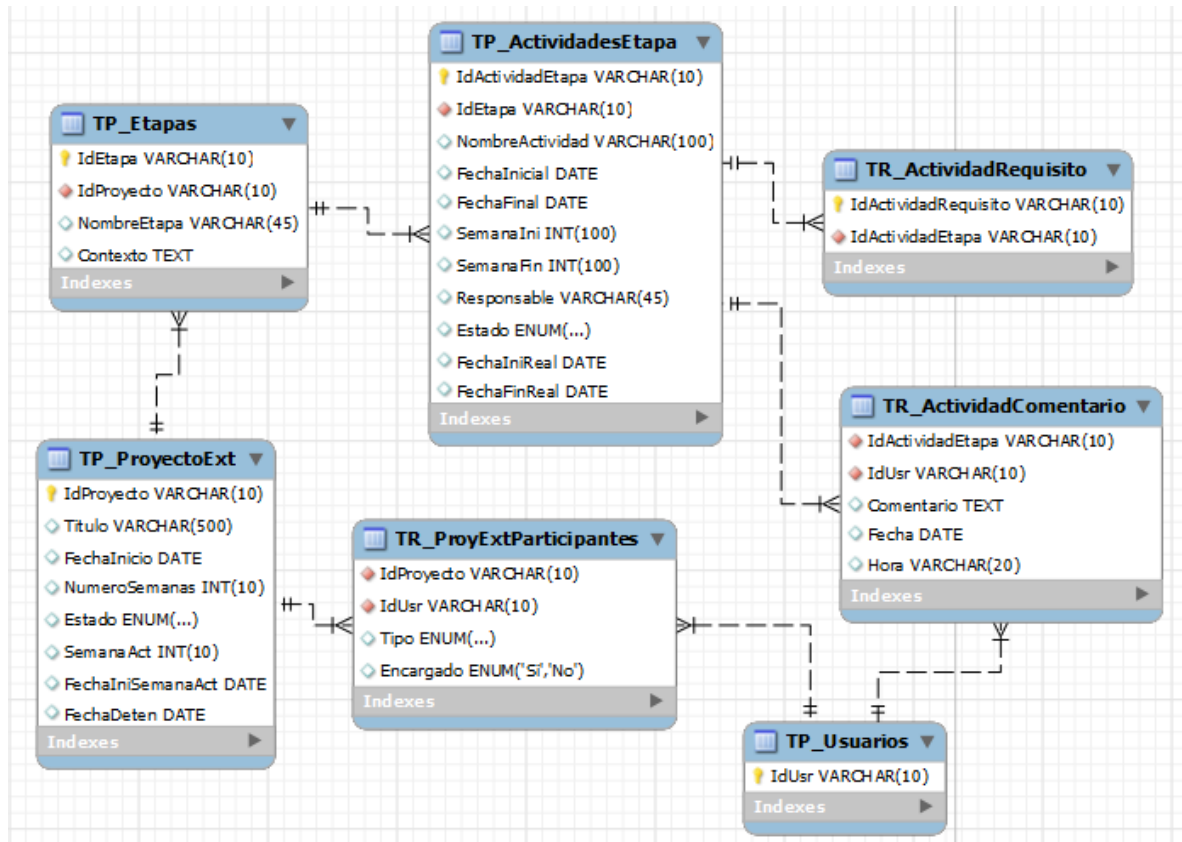 TP_Etapas
IdEtapa VARCHAR(10)
IdProyecto VARCHAR(10)
NombreEtapa VARCHAR(45)
Contexto TEXT
Indexes
TP_ActividadesEtapa
IdActividadEtapa VARCHAR(10)
IdEtapa VARCHAR(10)
NombreActividad VARCHAR(100)
FechaInicial DATE
FechaFinal DATE
SemanaIni INT(100)
SemanaFin INT(100)
Responsable VARCHAR(45)
Estado ENUM(...)
FechaIniReal DATE
FechaFinReal DATE
Indexes
TR_ActividadRequisito
IdActividadRequisito VARCHAR(10)
IdActividadEtapa VARCHAR(10)
Indexes
TR_ActividadComentario
IdActividadEtapa VARCHAR(10)
IdUsr VARCHAR(10)
Comentario TEXT
Fecha DATE
Hora VARCHAR(20)
Indexes
TP_ProyectoExt
IdProyecto VARCHAR(10)
Titulo VARCHAR(500)
FechaInicio DATE
NumeroSemanas INT(10)
Estado ENUM(...)
SemanaAct INT(10)
FechaIniSemanaAct DATE
FechaDeten DATE
Indexes
TR_ProyExtParticipantes
IdProyecto VARCHAR(10)
IdUsr VARCHAR(10)
Tipo ENUM(...)
Encargado ENUM('Si','No')
Indexes
TP_Usuarios
IdUsr VARCHAR(10)
Indexes